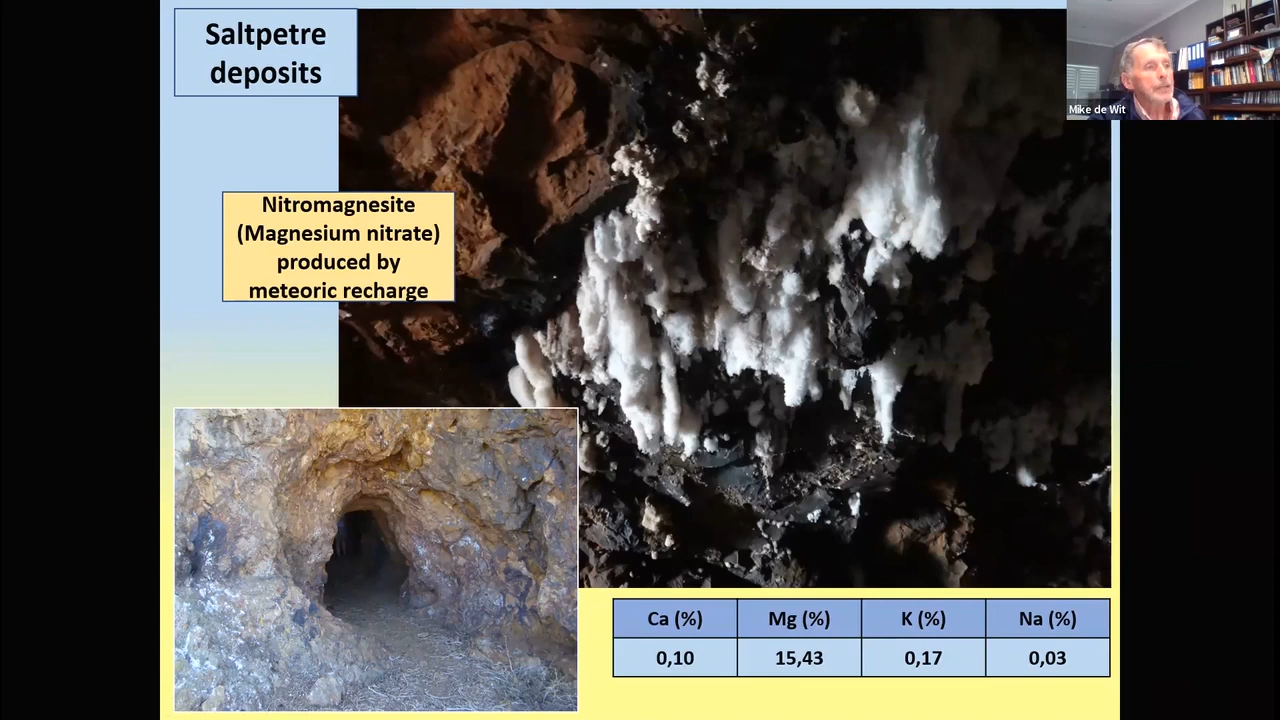 Saltpetre
deposits
Mike de Wit
Nitromagnesite
(Magnesium nitrate)
produced by
meteoric recharge
Ca (%) Mg (%) K (%) Na (%)
0,10 15,43 0,17 0,03